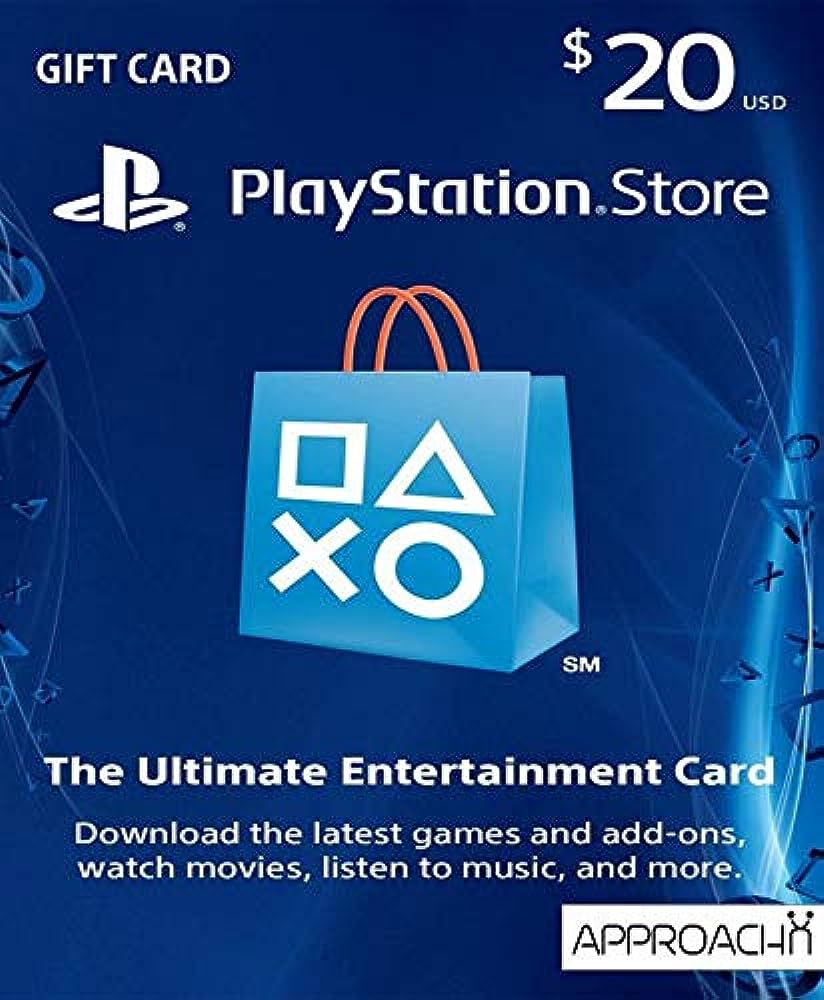 GIFT CARD
$20 USD
PlayStation®Store
SM
The Ultimate Entertainment Card
Download the latest games and add-ons,
watch movies, listen to music, and more.
APPROACHX